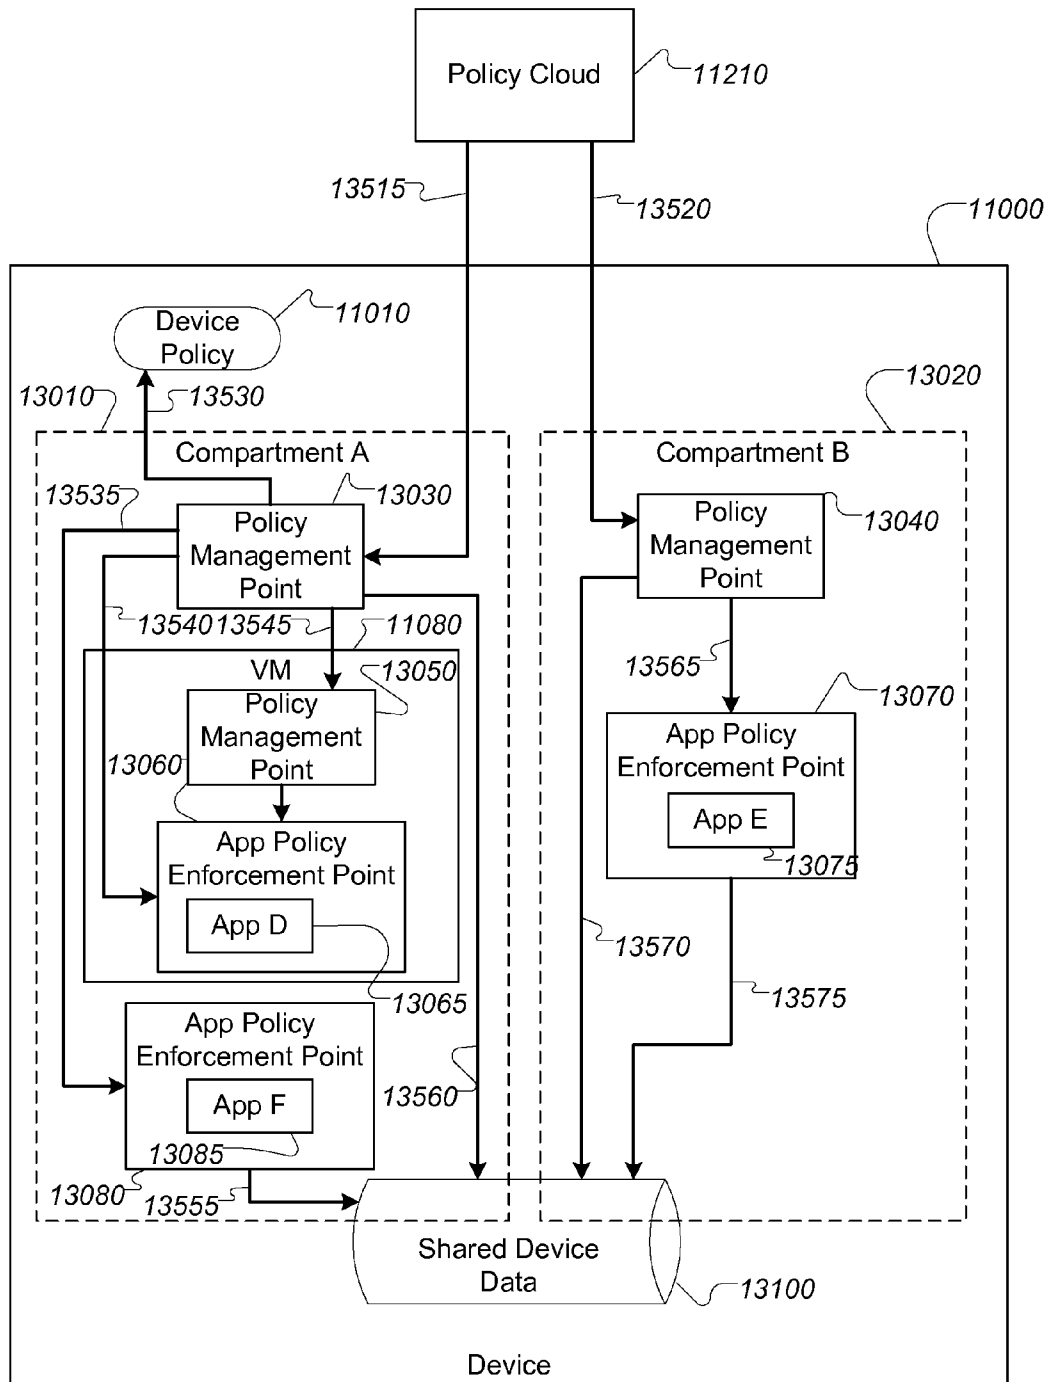 Policy Cloud
11210
13515
13520
11000
11010
Device
Policy
13530
13010
13020
Compartment A
Compartment B
13535
13030
Policy
Management
Point
13040
Policy
Management
Point
13540
13545
11080
VM
13050
Policy
Management
Point
13060
13565
13070
App Policy
Enforcement Point
App E
13075
App Policy
Enforcement Point
App D
13065
13570
13575
App Policy
Enforcement Point
App F
13085
13080
13555
13560
Shared Device
Data
13100
Device